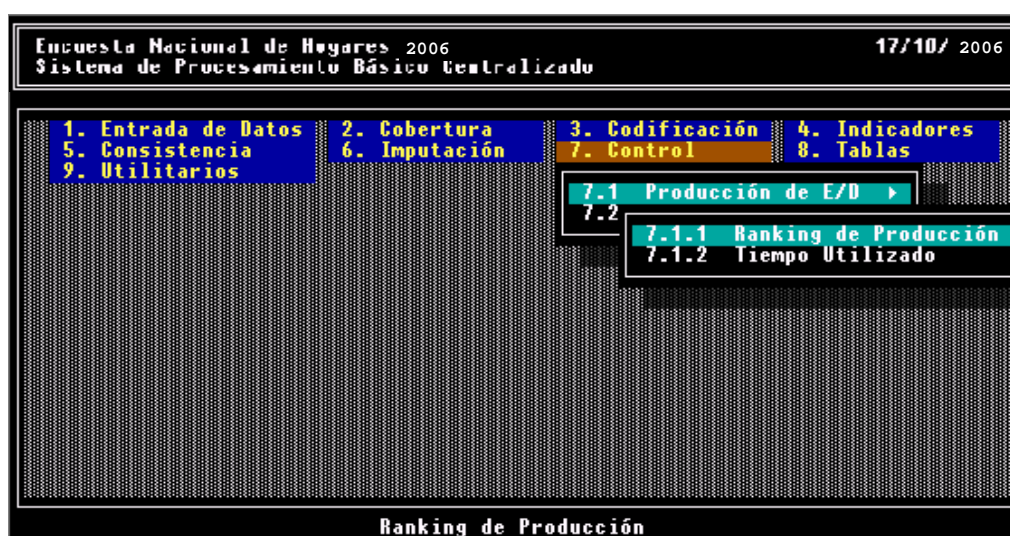 Encuesta Nacional de Hogares 2006 17/10/ 2006
Sistema de Procesamiento Básico Centralizado
1. Entrada de Datos 2. Cobertura 3. Codificación 4. Indicadores
5. Consistencia 6. Imputación 7. Control 8. Tablas
9. Utilitarios
7.1 Producción de E/D
7.2
7.1.1 Ranking de Producción
7.1.2 Tiempo Utilizado
Ranking de Producción